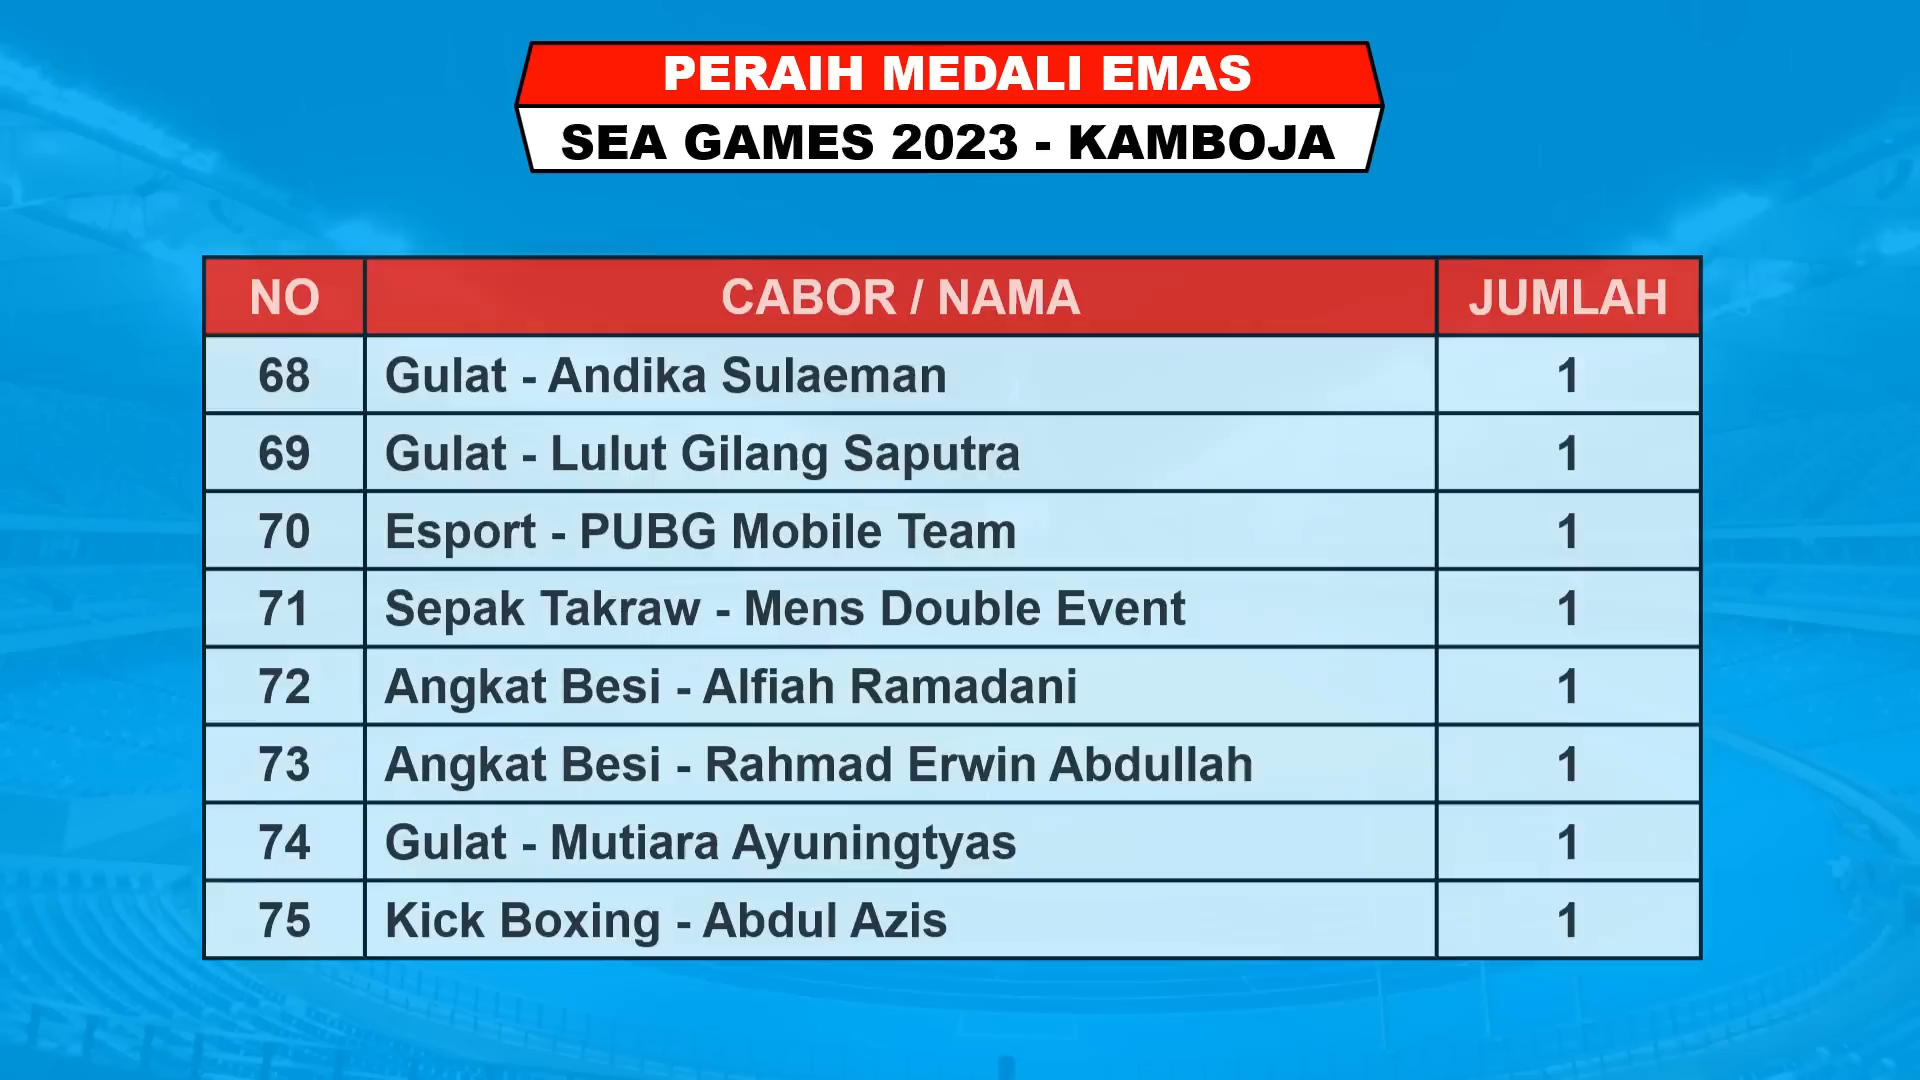 PERAIH MEDALI EMAS
SEA GAMES 2023 - KAMBOJA
NO CABOR / NAMA JUMLAH
68 Gulat - Andika Sulaeman 1
69 Gulat - Lulut Gilang Saputra 1
70 Esport - PUBG Mobile Team 1
71 Sepak Takraw - Mens Double Event 1
72 Angkat Besi - Alfiah Ramadani 1
73 Angkat Besi - Rahmad Erwin Abdullah 1
74 Gulat - Mutiara Ayuningtyas 1
75 Kick Boxing - Abdul Azis 1